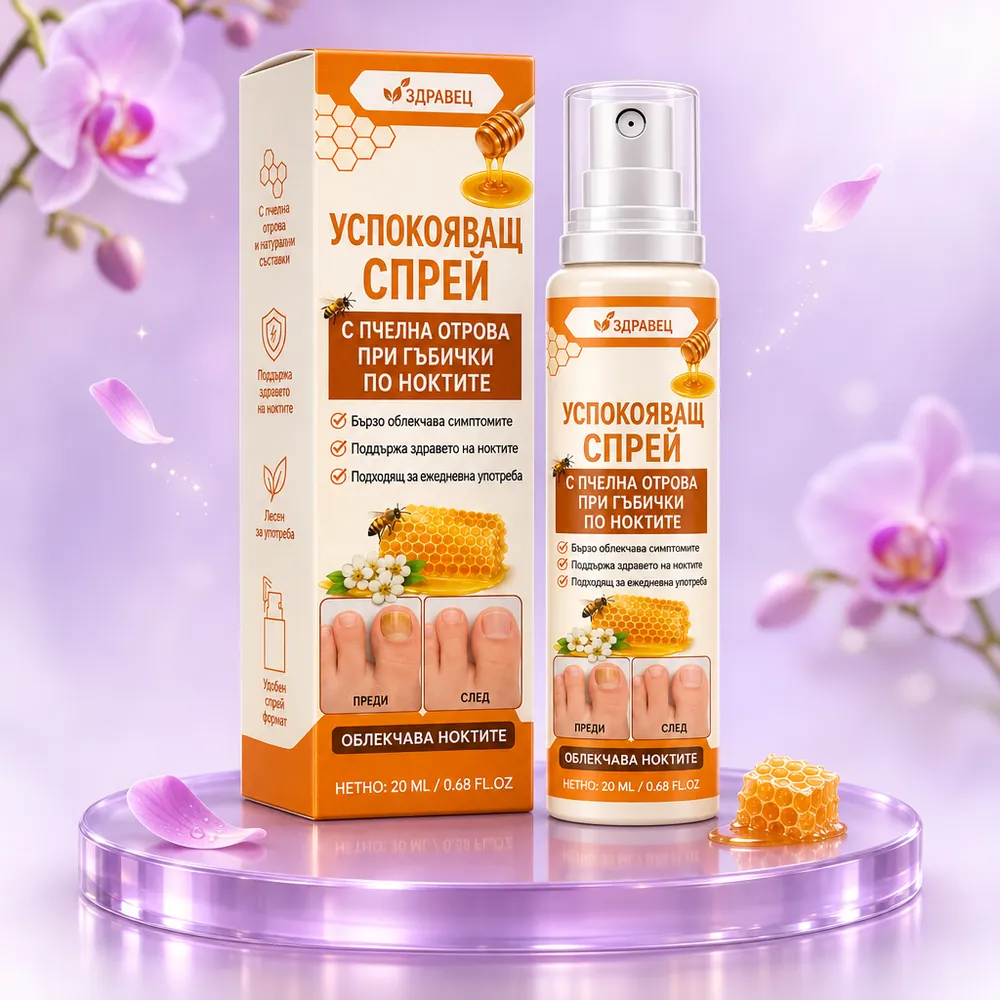 ЗДРАВЕЦ
УСПОКОЯВАЩ
СПРЕЙ
С ПЧЕЛНА ОТРОВА
ПРИ ГЪБИЧКИ
ПО НОКТИТЕ
Бързо облекчава симптомите
Поддържа здравето на ноктите
Подходящ за ежедневна употреба
ПРЕДИ
СЛЕД
ОБЛЕКЧАВА НОКТИТЕ
НЕТНО: 20 ML / 0.68 FL.OZ
С пчелна
отрова
и натурални
съставки
Поддържа
здравето
на ноктите
Лесен
за употреба
Удобен
спрей
формат
ЗДРАВЕЦ
УСПОКОЯВАЩ
СПРЕЙ
С ПЧЕЛНА ОТРОВА
ПРИ ГЪБИЧКИ
ПО НОКТИТЕ
Бързо облекчава симптомите
Поддържа здравето на ноктите
Подходящ за ежедневна употреба
ПРЕДИ
СЛЕД
ОБЛЕКЧАВА НОКТИТЕ
НЕТНО: 20 ML / 0.68 FL.OZ